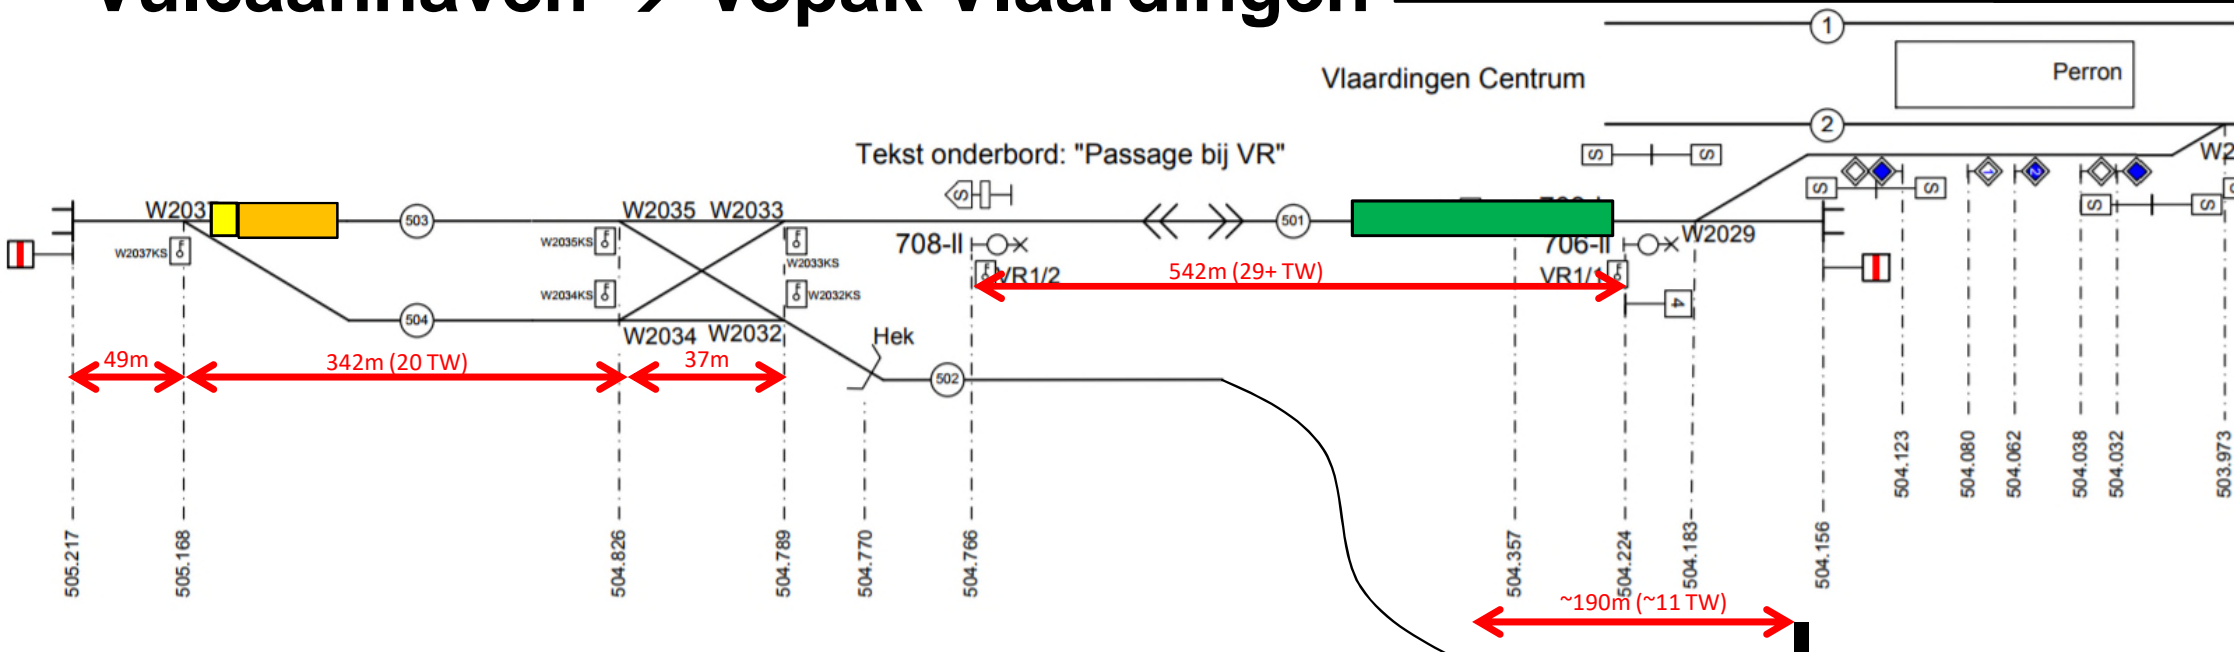 Vulcaanhaven → Vopak Vlaardingen
1
Vlaardingen Centrum
Perron
2
Tekst onderbord: "Passage bij VR"
S
S
S
S
S
S
S
1
2
W2035
W2033
503
501
W2035KS
W2037KS
W2033KS
W2034KS
W2032KS
708-II
706-II
W2029
VR1/2
542m (29+ TW)
VR1/1
4
504
W2034
W2032
Hek
502
49m
342m (20 TW)
37m
505.217
505.168
504.826
504.789
504.770
504.766
504.357
504.224
504.183
504.156
504.123
504.080
504.062
504.038
504.032
503.973
~190m (~11 TW)